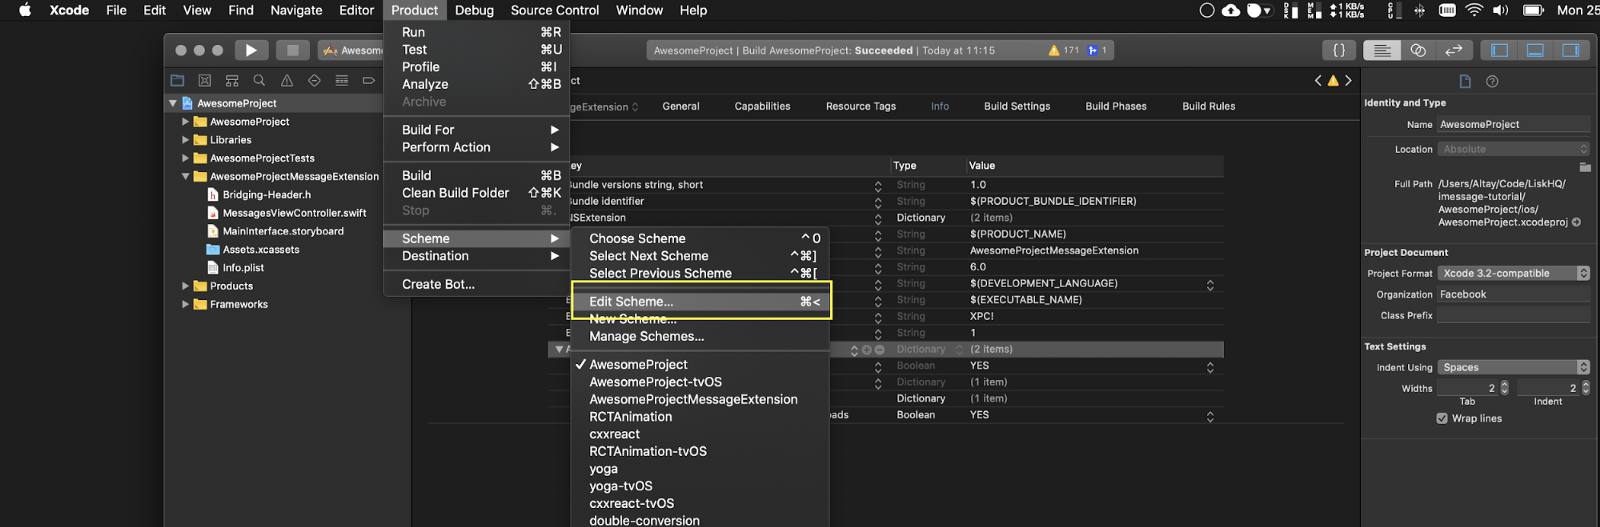 Xcode File Edit View Find Navigate Editor Product Debug Source Control Window Help 1 KB/s 1 KB/s Mon 25
Run ⌘R
Test ⌘U
Profile ⌘I
Analyze ⇧⌘B
Archive
Build For
Perform Action
Build ⌘B
Clean Build Folder ⇧⌘K
Stop ⌘.
Scheme
Destination
Create Bot...
Choose Scheme ^0
Select Next Scheme ^⌘]
Select Previous Scheme ^⌘[
Edit Scheme... ⌘<
New Scheme...
Manage Schemes...
✓ AwesomeProject
AwesomeProject-tvOS
AwesomeProjectMessageExtension
RCTAnimation
cxxreact
RCTAnimation-tvOS
yoga
yoga-tvOS
cxxreact-tvOS
double-conversion
Awesome
AwesomeProject | Build AwesomeProject: Succeeded | Today at 11:15 171 1
AwesomeProject
AwesomeProject
Libraries
AwesomeProjectTests
AwesomeProjectMessageExtension
Bridging-Header.h
MessagesViewController.swift
MainInterface.storyboard
Assets.xcassets
Info.plist
Products
Frameworks
ct
geExtension General Capabilities Resource Tags Info Build Settings Build Phases Build Rules
ey Type Value
Bundle versions string, short String 1.0
undle identifier String $(PRODUCT_BUNDLE_IDENTIFIER)
NSExtension Dictionary (2 items)
String $(PRODUCT_NAME)
String AwesomeProjectMessageExtension
String 6.0
String $(DEVELOPMENT_LANGUAGE)
String $(EXECUTABLE_NAME)
String XPC!
String 1
Dictionary (2 items)
Boolean YES
Dictionary (1 item)
Dictionary (1 item)
oads Boolean YES
Identity and Type
Name AwesomeProject
Location Absolute
Full Path /Users/Altay/Code/LiskHQ/
imessage-tutorial/
AwesomeProject/ios/
AwesomeProject.xcodeproj
Project Document
Project Format Xcode 3.2-compatible
Organization Facebook
Class Prefix
Text Settings
Indent Using Spaces
Widths 2 2
Tab Indent
Wrap lines